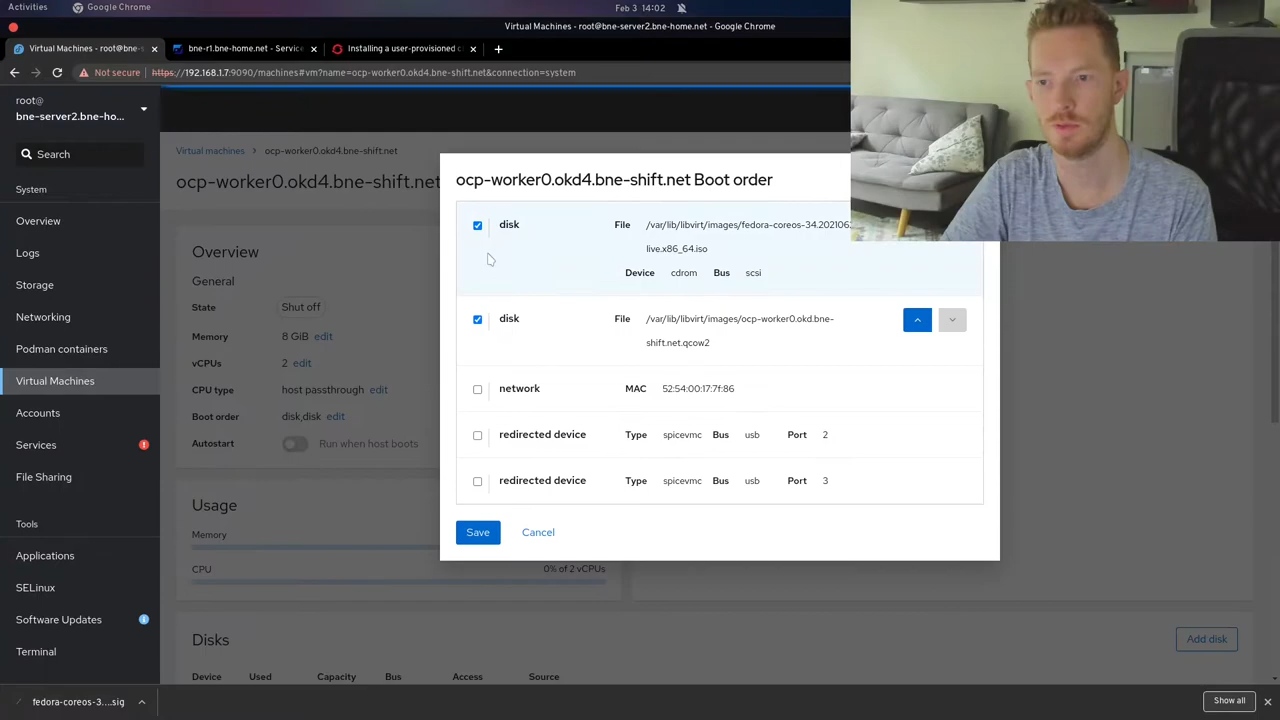 Activities
Google Chrome
Feb 3 14:02
Virtual Machines - root@bne-server2.bne-home.net - Google Chrome
Virtual Machines - root@bne-s
bne-r1.bne-home.net - Service
Installing a user-provisioned c
Not secure
https://192.168.1.7:9090/machines#vm?name=ocp-worker0.okd4.bne-shift.net&connection=system
root@
bne-server2.bne-ho...
Search
System
Overview
Logs
Storage
Networking
Podman containers
Virtual Machines
Accounts
Services
File Sharing
Tools
Applications
SELinux
Software Updates
Terminal
Virtual machines > ocp-worker0.okd4.bne-shift.net
ocp-worker0.okd4.bne-shift.net
Overview
General
State Shut off
Memory 8 GiB edit
vCPUs 2 edit
CPU type host passthrough edit
Boot order disk,disk edit
Autostart Run when host boots
Usage
Memory
CPU 0% of 2 vCPUs
Disks
Add disk
Device Used Capacity Bus Access Source
ocp-worker0.okd4.bne-shift.net Boot order
disk File /var/lib/libvirt/images/fedora-coreos-34.202106
live.x86_64.iso
Device cdrom Bus scsi
disk File /var/lib/libvirt/images/ocp-worker0.okd.bne-
shift.net.qcow2
network MAC 52:54:00:17:7f:86
redirected device Type spicevmc Bus usb Port 2
redirected device Type spicevmc Bus usb Port 3
Save Cancel
fedora-coreos-3....sig
Show all